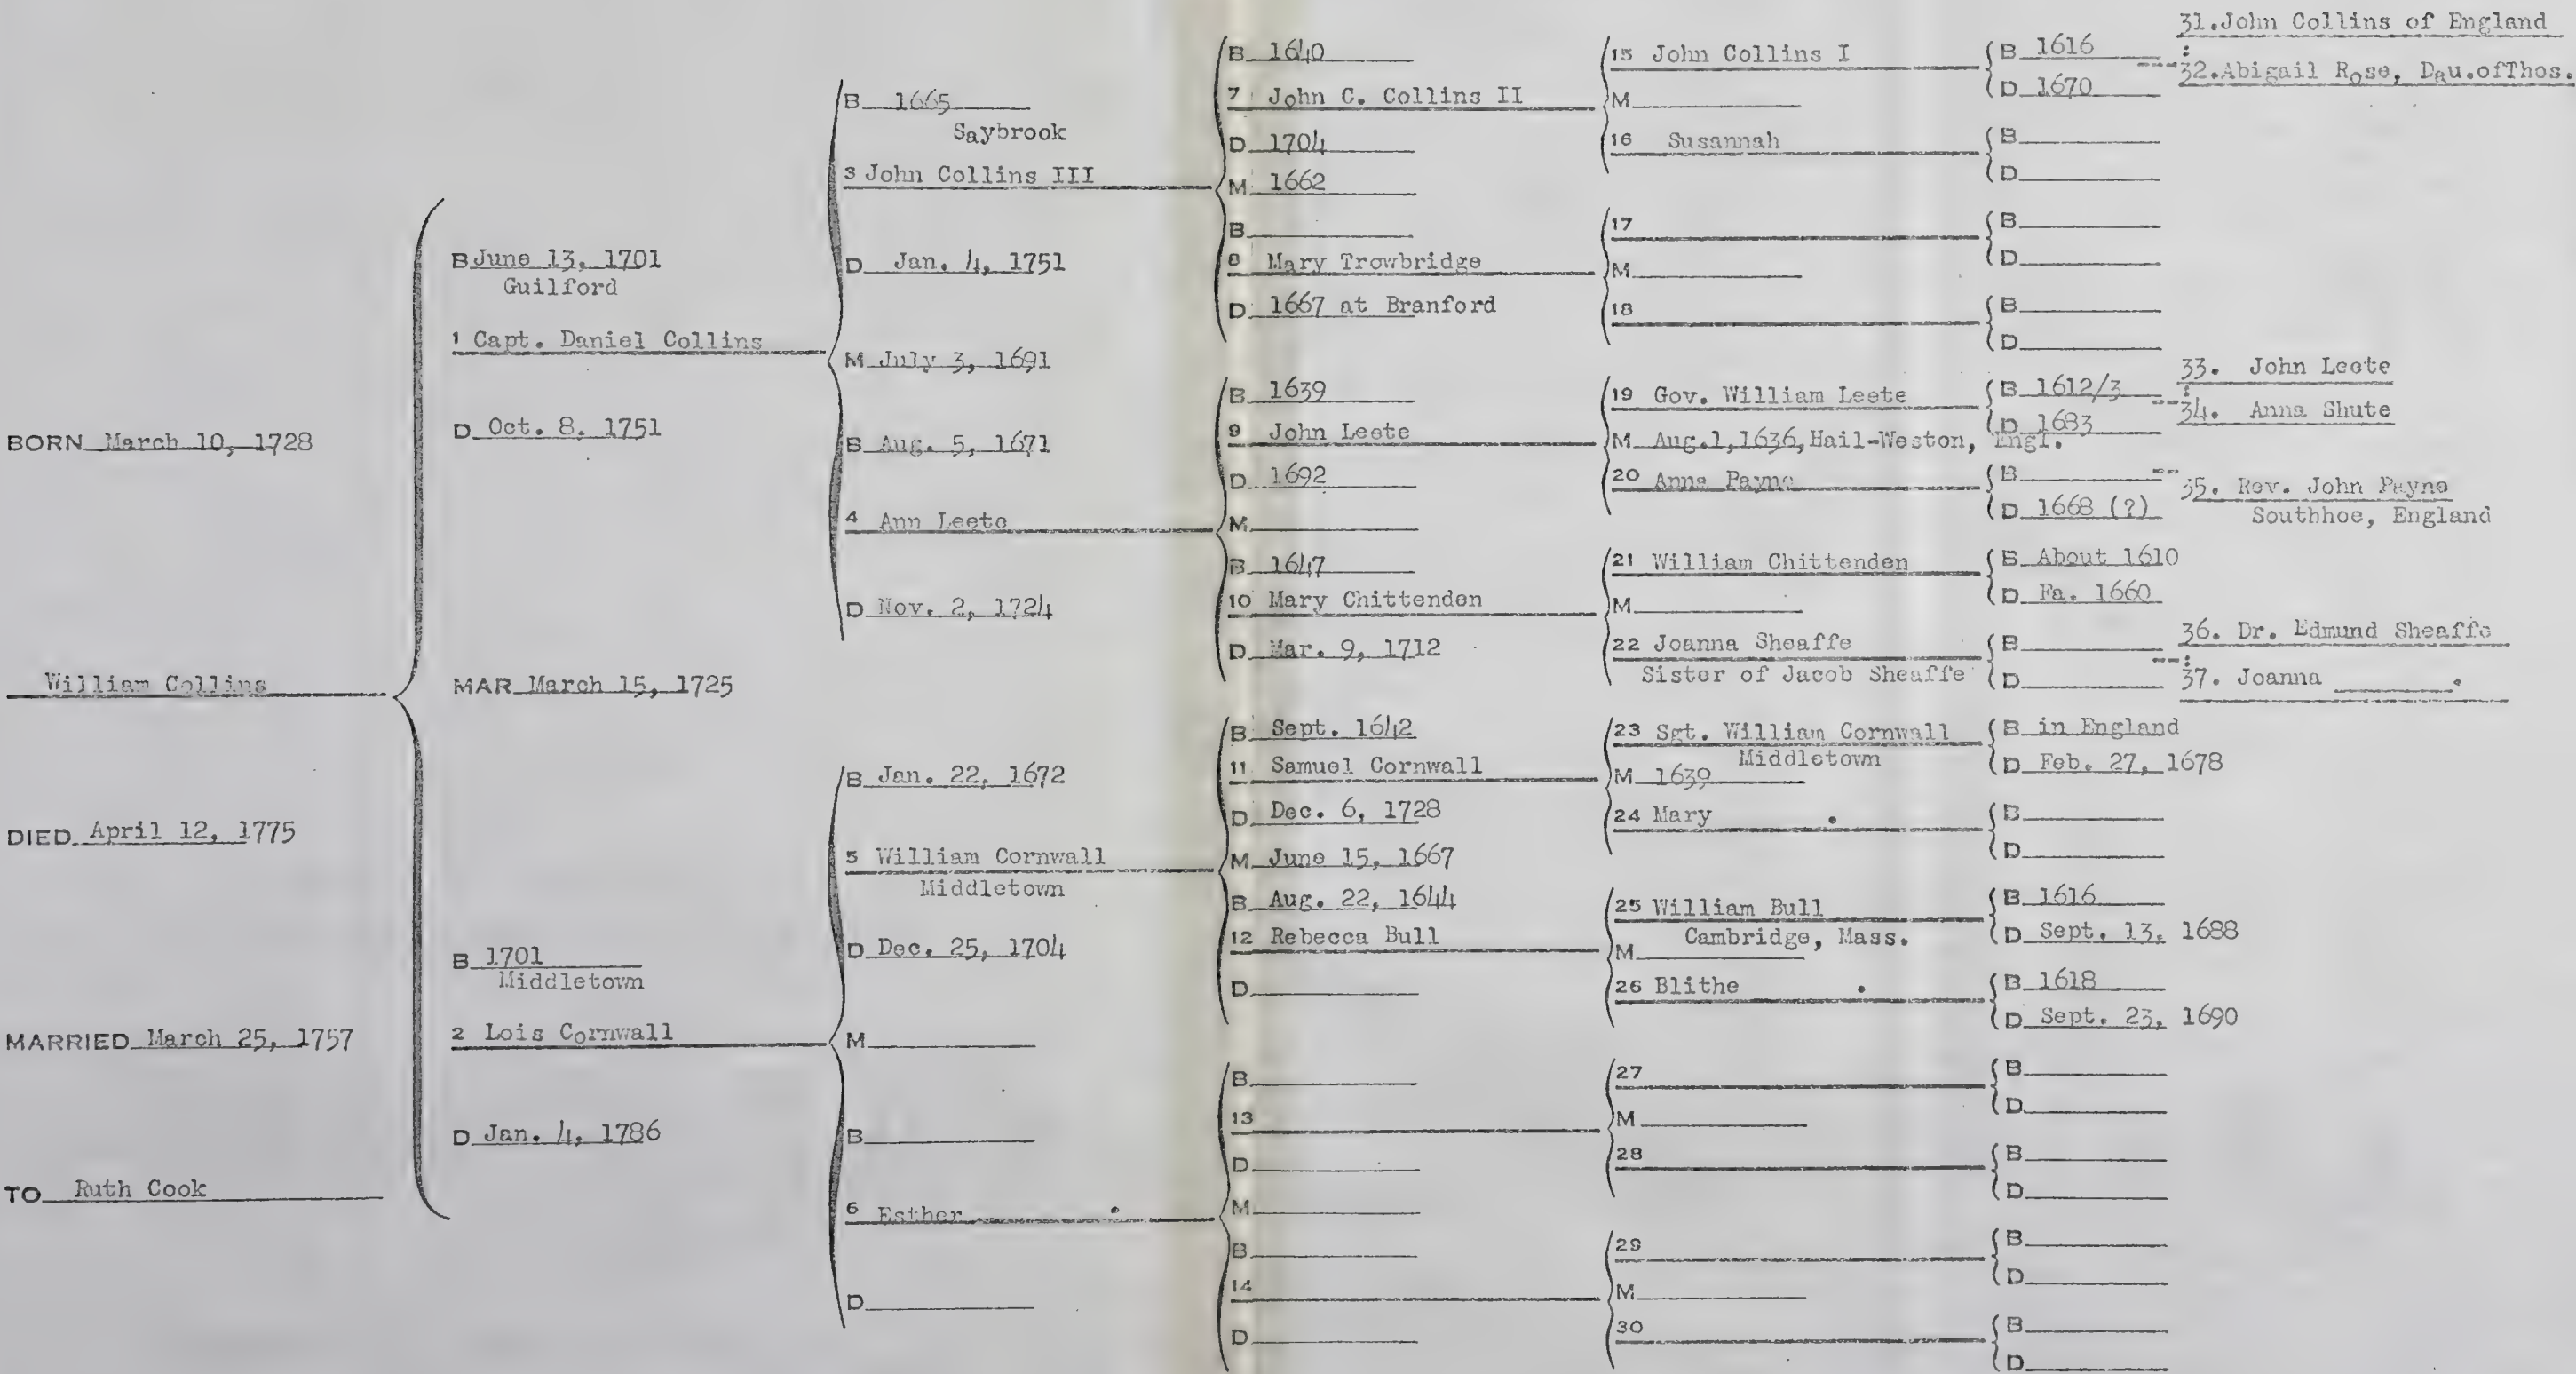 BORN March 10, 1728
William Collins
DIED April 12, 1775
MARRIED March 25, 1757
TO Ruth Cook
B June 13, 1701
Guilford
1 Capt. Daniel Collins
D Oct. 8, 1751
MAR March 15, 1725
B 1701
Middletown
2 Lois Cornwall
D Jan. 4, 1786
B 1665
Saybrook
3 John Collins III
D Jan. 4, 1751
M July 3, 1691
B Aug. 5, 1671
4 Ann Leete
D Nov. 2, 1724
B Jan. 22, 1672
5 William Cornwall
Middletown
D Dec. 25, 1704
M
B
6 Esther .
D
B 1640
7 John C. Collins II
D 1704
M 1662
B
8 Mary Trowbridge
D 1667 at Branford
B 1639
9 John Leete
D 1692
M
B 1647
10 Mary Chittenden
D Mar. 9, 1712
B Sept. 1642
11 Samuel Cornwall
D Dec. 6, 1728
M June 15, 1667
B Aug. 22, 1644
12 Rebecca Bull
D
B
13
D
M
B
14
D
15 John Collins I
M
16 Susannah
17
M
18
19 Gov. William Leete
M Aug.1,1636,Hail-Weston, Engl.
20 Anna Payne
21 William Chittenden
M
22 Joanna Sheaffe
Sister of Jacob Sheaffe
23 Sgt. William Cornwall
Middletown
M 1639
24 Mary .
25 William Bull
Cambridge, Mass.
M
26 Blithe .
27
M
28
29
M
30
B 1616
D 1670
B
D
B
D
B
D
B 1612/3
D 1683
B
D 1668 (?)
B About 1610
D Fa. 1660
B
D
B in England
D Feb. 27, 1678
B
D
B 1616
D Sept. 13, 1688
B 1618
D Sept. 23, 1690
B
D
B
D
B
D
B
D
31.John Collins of England
:
---32.Abigail Rose, Dau.ofThos.
33. John Leete
:
---34. Anna Shute
--
35. Rev. John Payne
Southhoe, England
36. Dr. Edmund Sheaffe
---:
37. Joanna .